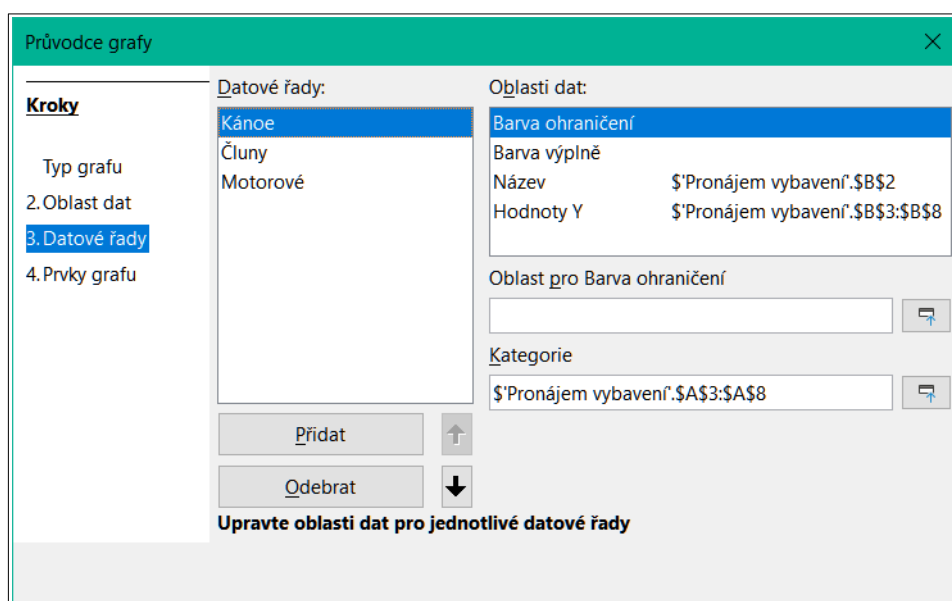 Průvodce grafy
Kroky
Typ grafu
2. Oblast dat
3. Datové řady
4. Prvky grafu
Datové řady:
Kánoe
Čluny
Motorové
Přidat
Odebrat
Oblasti dat:
Barva ohraničení
Barva výplně
Název $'Pronájem vybavení'.$B$2
Hodnoty Y $'Pronájem vybavení'.$B$3:$B$8
Oblast pro Barva ohraničení
Kategorie
$'Pronájem vybavení'.$A$3:$A$8
Upravte oblasti dat pro jednotlivé datové řady